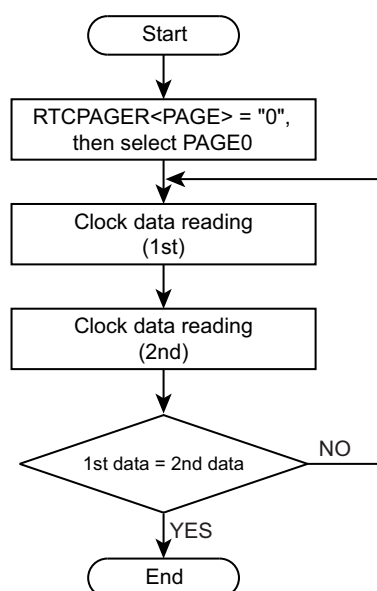 Start
RTCPAGER<PAGE> = "0",
then select PAGE0
Clock data reading
(1st)
Clock data reading
(2nd)
1st data = 2nd data
NO
YES
End